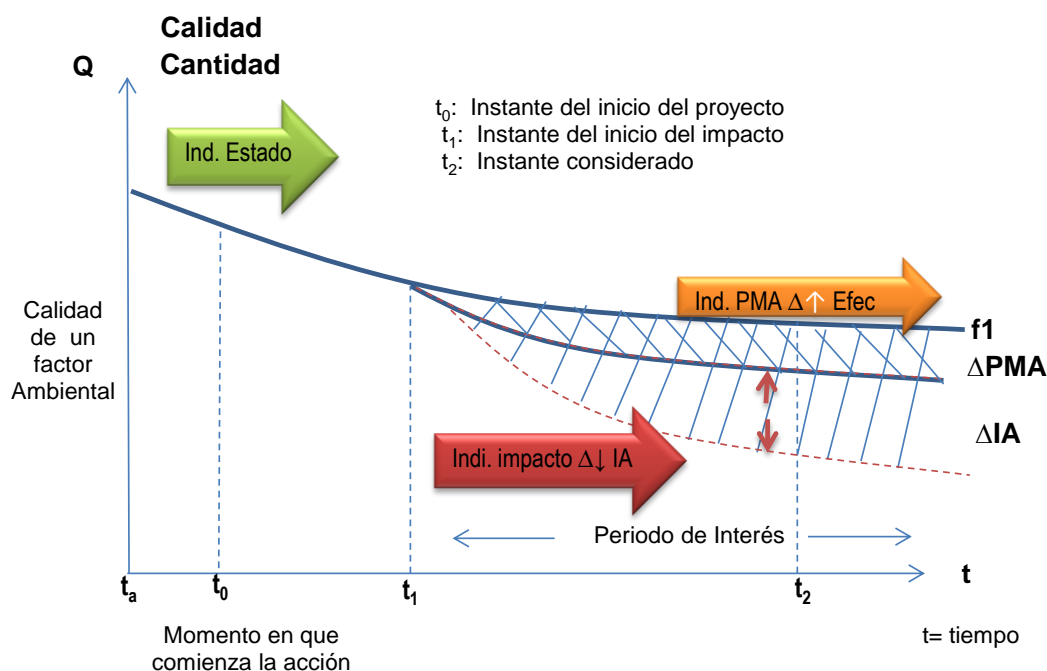 Calidad
Cantidad
Q
t0: Instante del inicio del proyecto
t1: Instante del inicio del impacto
t2: Instante considerado
Ind. Estado
Calidad
de un
factor
Ambiental
Ind. PMA Δ↑ Efec
f1
ΔPMA
ΔIA
Indi. impacto Δ↓ IA
Periodo de Interés
ta
t0
t1
t2
t
Momento en que
comienza la acción
t= tiempo